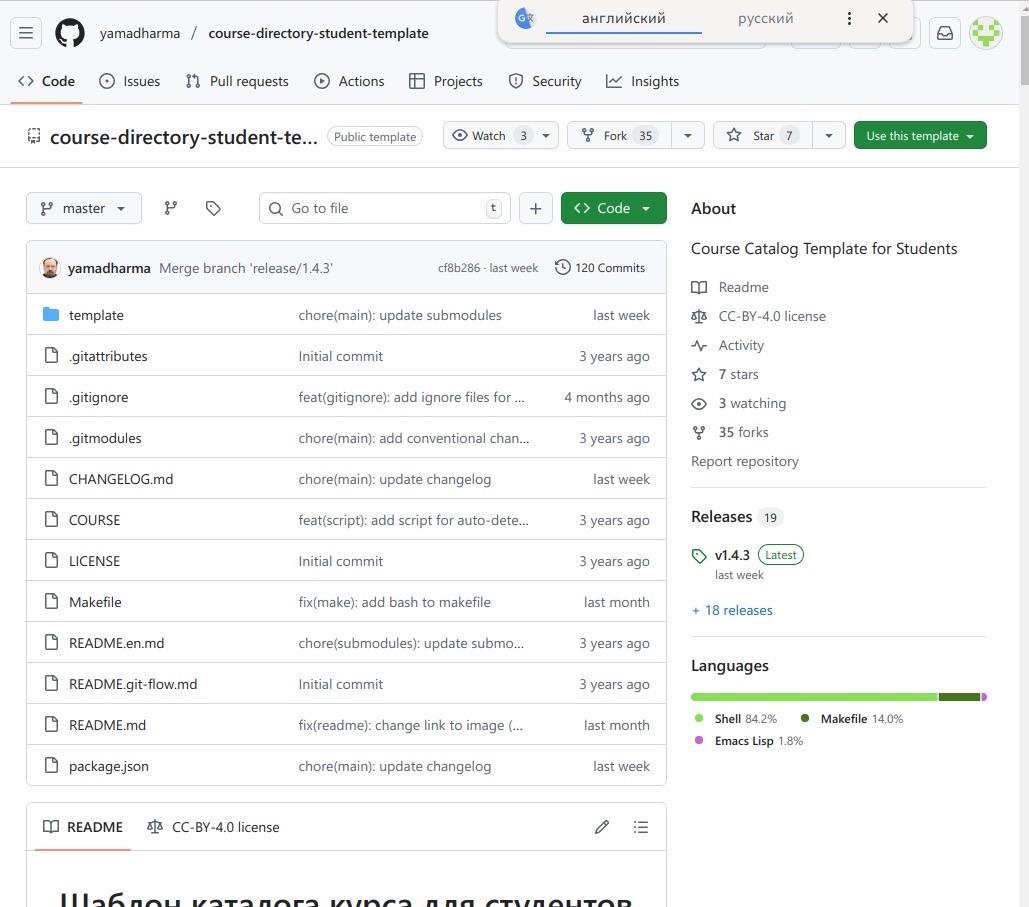 английский русский
yamadharma / course-directory-student-template
Code Issues Pull requests Actions Projects Security Insights
course-directory-student-te... Public template Watch 3 Fork 35 Star 7 Use this template
master Go to file t + Code
yamadharma Merge branch 'release/1.4.3' cf8b286 · last week 120 Commits
template chore(main): update submodules last week
.gitattributes Initial commit 3 years ago
.gitignore feat(gitignore): add ignore files for ... 4 months ago
.gitmodules chore(main): add conventional chan... 3 years ago
CHANGELOG.md chore(main): update changelog last week
COURSE feat(script): add script for auto-dete... 3 years ago
LICENSE Initial commit 3 years ago
Makefile fix(make): add bash to makefile last month
README.en.md chore(submodules): update submo... 3 years ago
README.git-flow.md Initial commit 3 years ago
README.md fix(readme): change link to image (... last month
package.json chore(main): update changelog last week
README CC-BY-4.0 license
Шаблон каталога курса для студентов
About
Course Catalog Template for Students
Readme
CC-BY-4.0 license
Activity
7 stars
3 watching
35 forks
Report repository
Releases 19
v1.4.3 Latest
last week
+ 18 releases
Languages
Shell 84.2% Makefile 14.0%
Emacs Lisp 1.8%